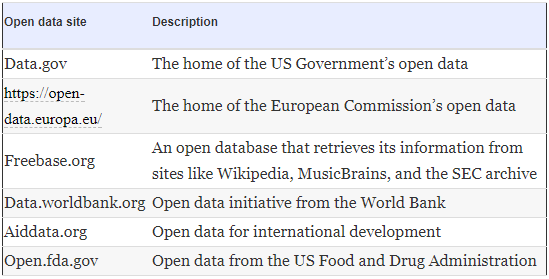 Open data site Description
Data.gov The home of the US Government’s open data
https://open-
data.europa.eu/ The home of the European Commission’s open data
Freebase.org An open database that retrieves its information from
sites like Wikipedia, MusicBrains, and the SEC archive
Data.worldbank.org Open data initiative from the World Bank
Aiddata.org Open data for international development
Open.fda.gov Open data from the US Food and Drug Administration